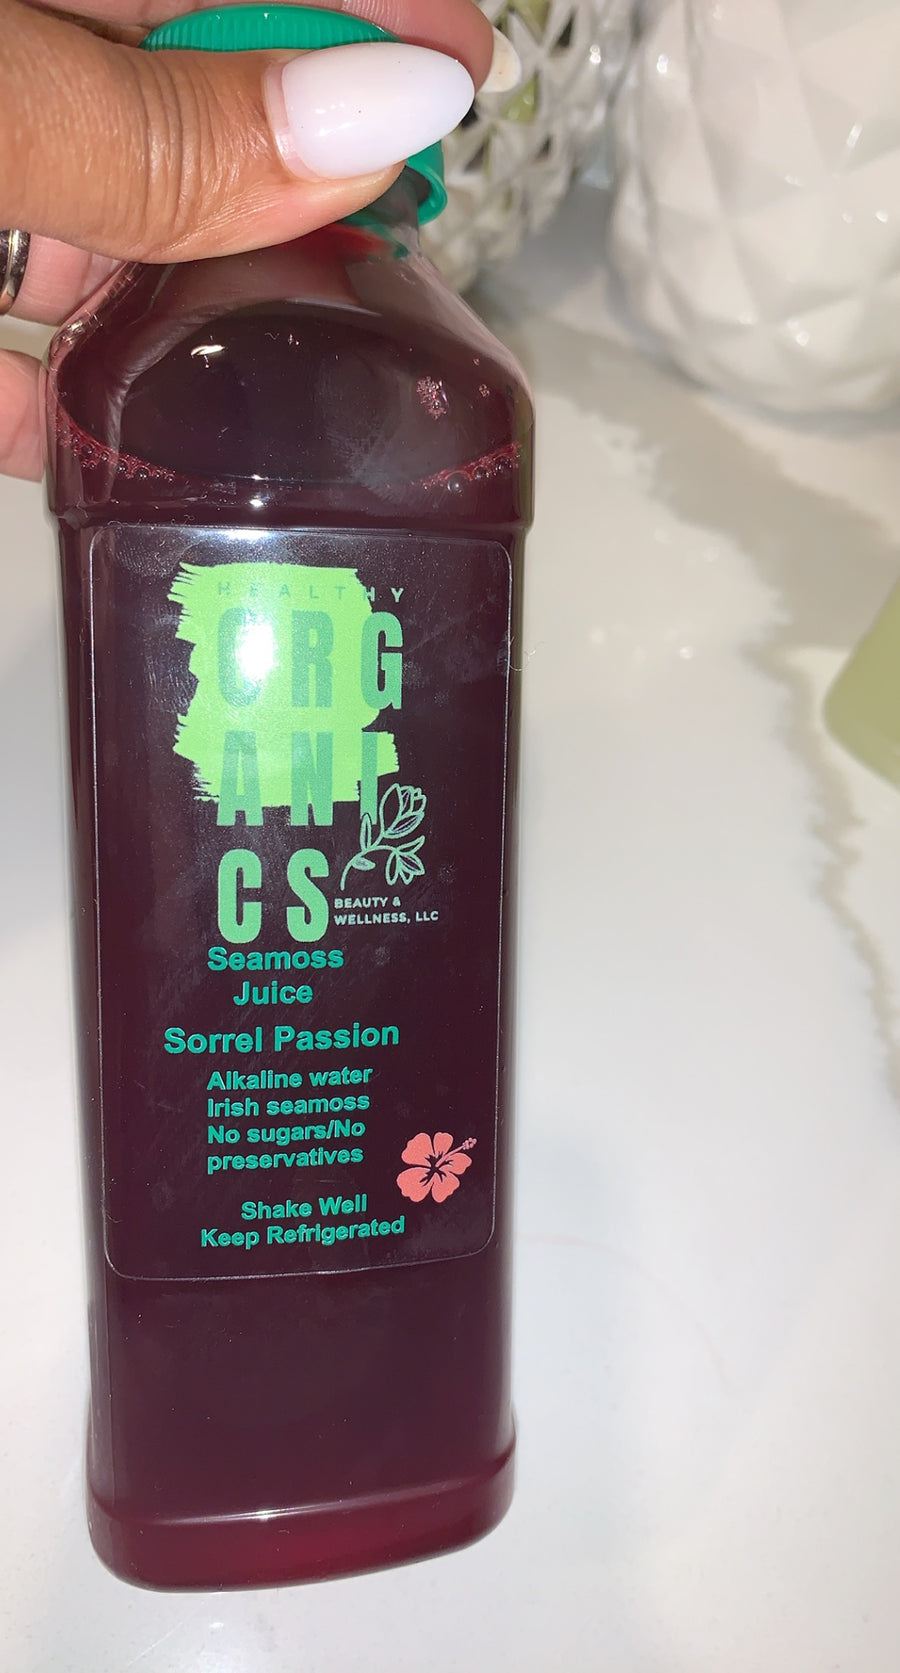 HEALTHY
ORG
ANI
CS
BEAUTY &
WELLNESS, LLC
Seamoss
Juice
Sorrel Passion
Alkaline water
Irish seamoss
No sugars/No
preservatives
Shake Well
Keep Refrigerated